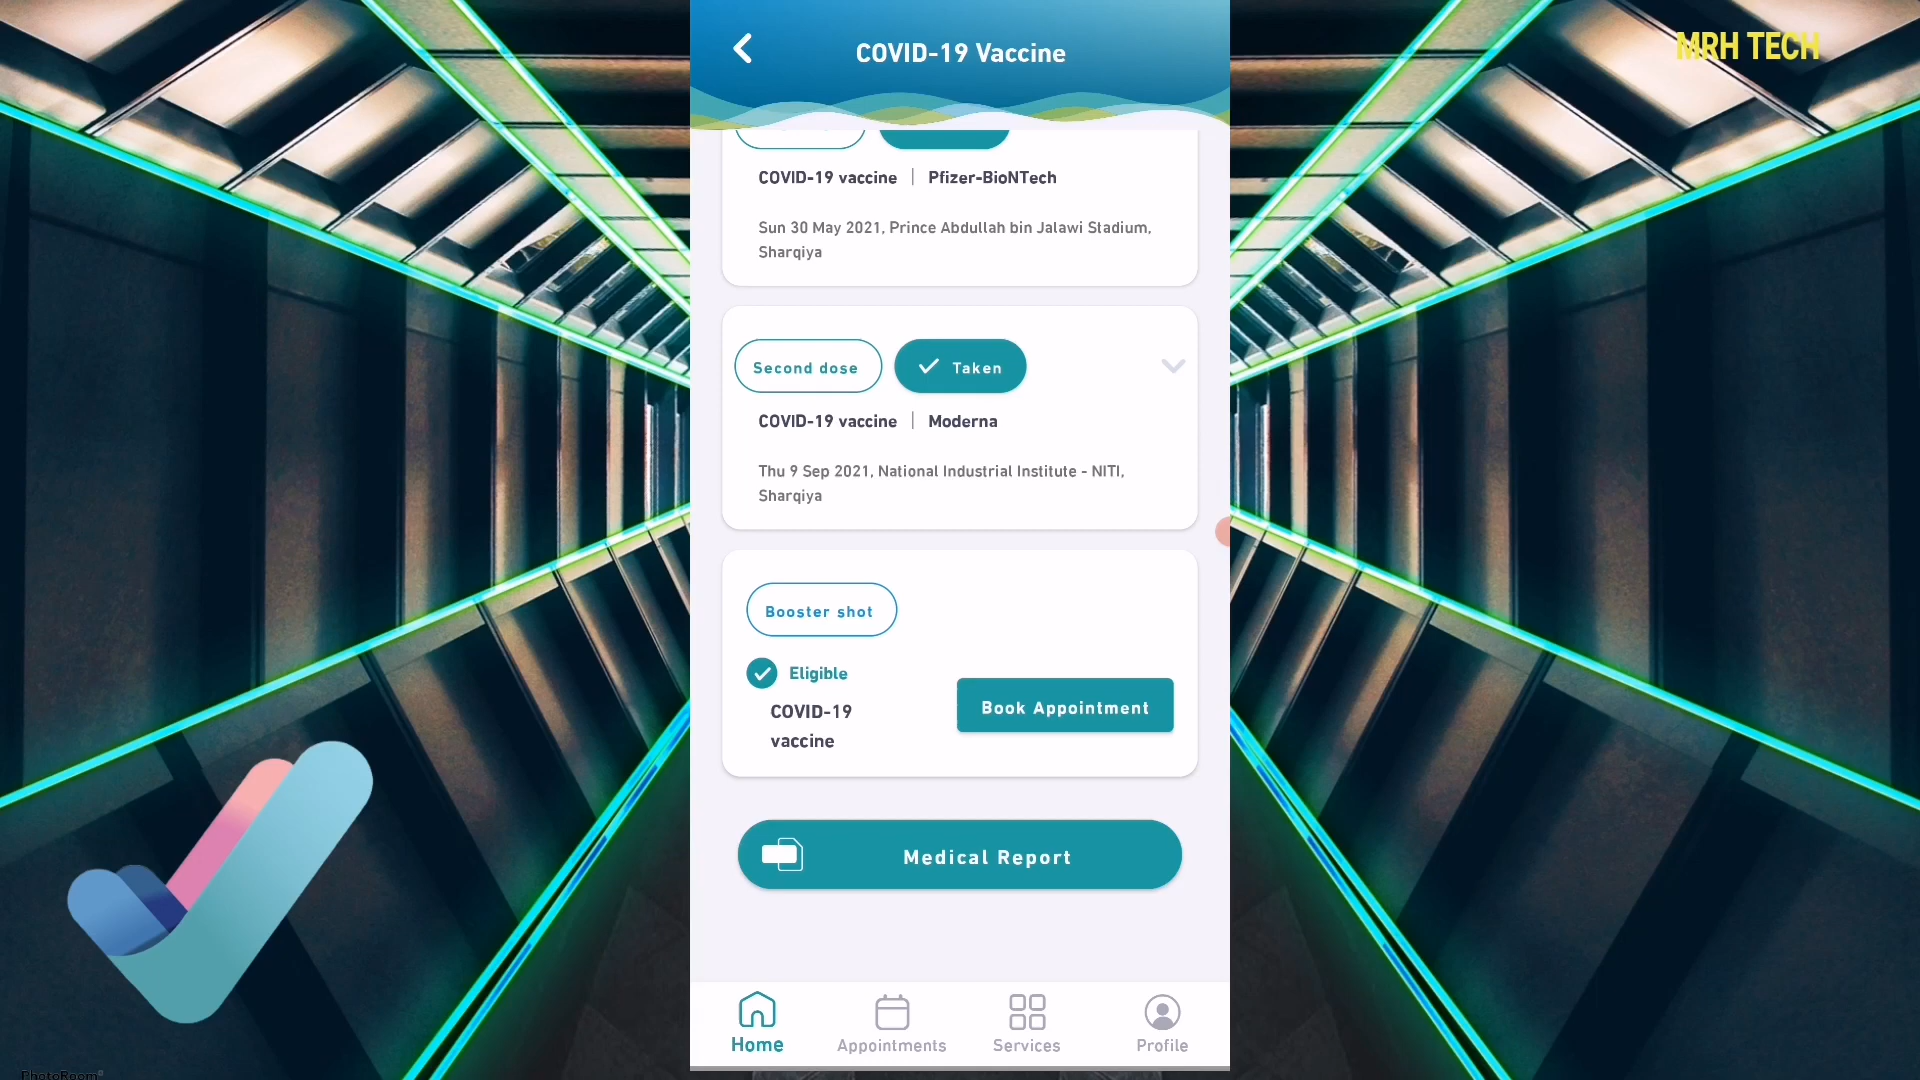 MRH TECH
COVID-19 Vaccine
COVID-19 vaccine | Pfizer-BioNTech
Sun 30 May 2021, Prince Abdullah bin Jalawi Stadium,
Sharqiya
Second dose
Taken
COVID-19 vaccine | Moderna
Thu 9 Sep 2021, National Industrial Institute - NITI,
Sharqiya
Booster shot
Eligible
COVID-19
vaccine
Book Appointment
Medical Report
Home
Appointments
Services
Profile
PhotoRoom